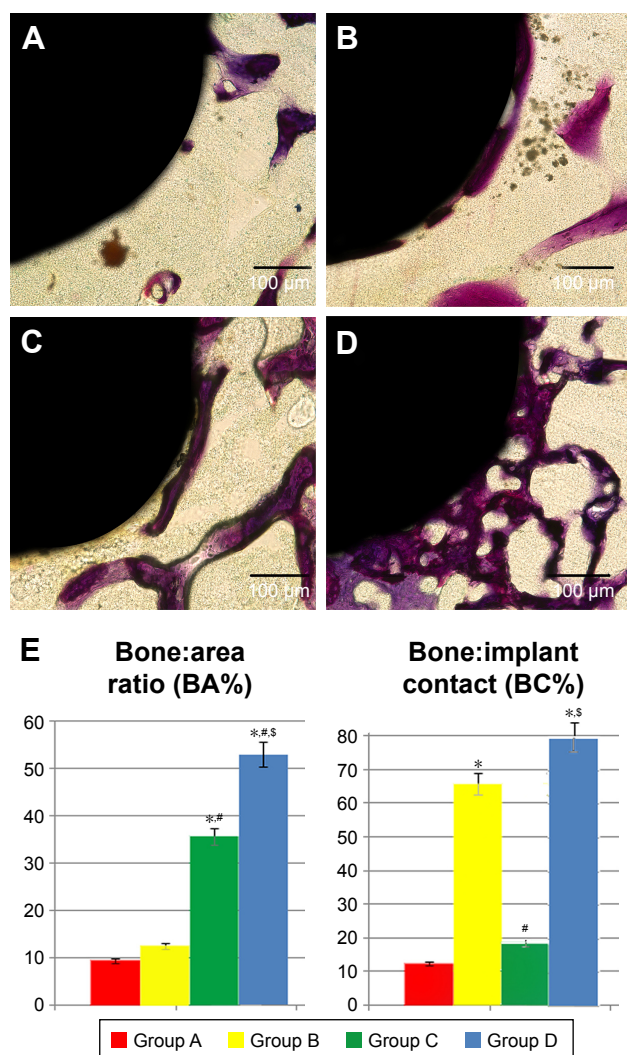 A
100 μm
B
100 μm
C
100 μm
D
100 μm
E
Bone:area
ratio (BA%)
60
50
40
30
20
10
0
*,#
*,#,$
Bone:implant
contact (BC%)
80
70
60
50
40
30
20
10
0
*
#
*,$
Group A Group B Group C Group D